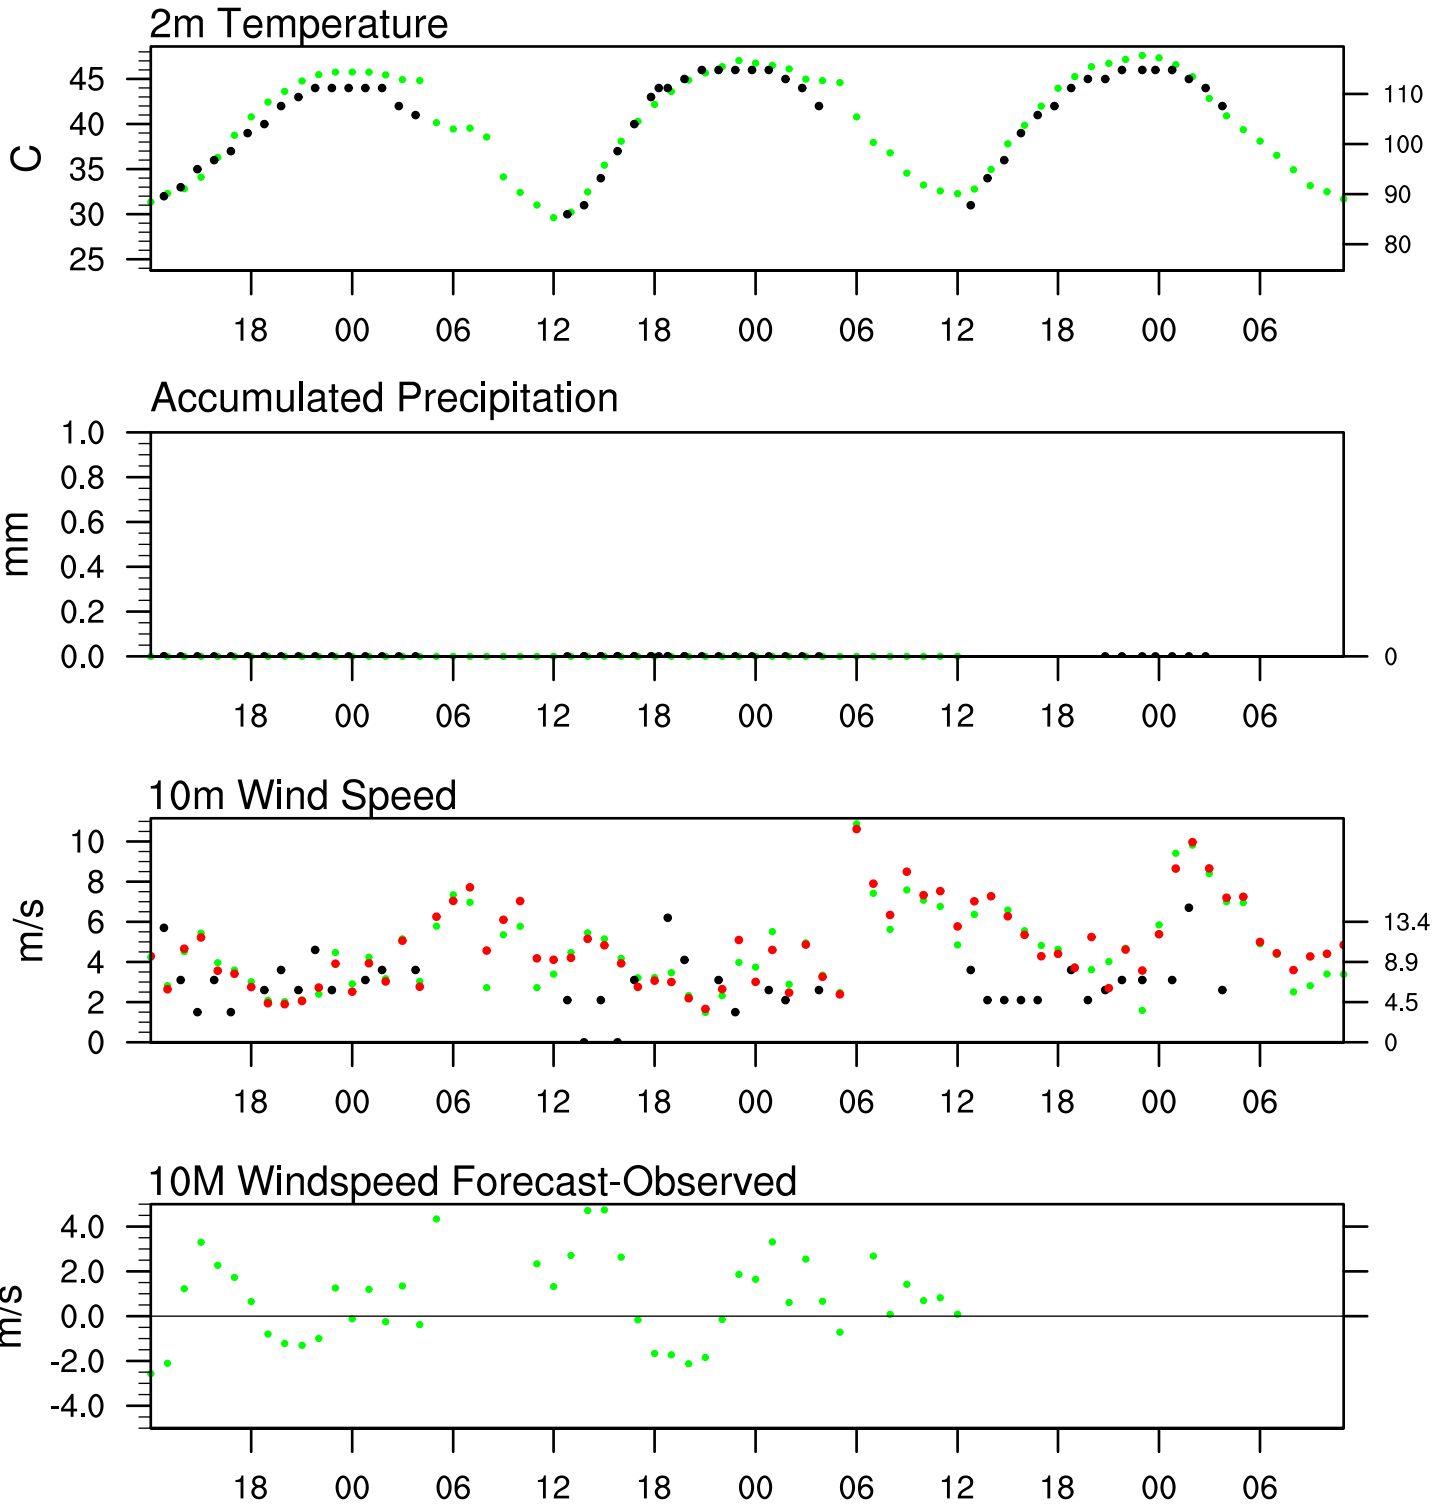 2m Temperature
45
40
35
30
25
C
110
100
90
80
18 00 06 12 18 00 06 12 18 00 06
Accumulated Precipitation
1.0
0.8
0.6
0.4
0.2
0.0
mm
0
18 00 06 12 18 00 06 12 18 00 06
10m Wind Speed
10
8
6
4
2
0
m/s
13.4
8.9
4.5
0
18 00 06 12 18 00 06 12 18 00 06
10M Windspeed Forecast-Observed
4.0
2.0
0.0
-2.0
-4.0
m/s
18 00 06 12 18 00 06 12 18 00 06